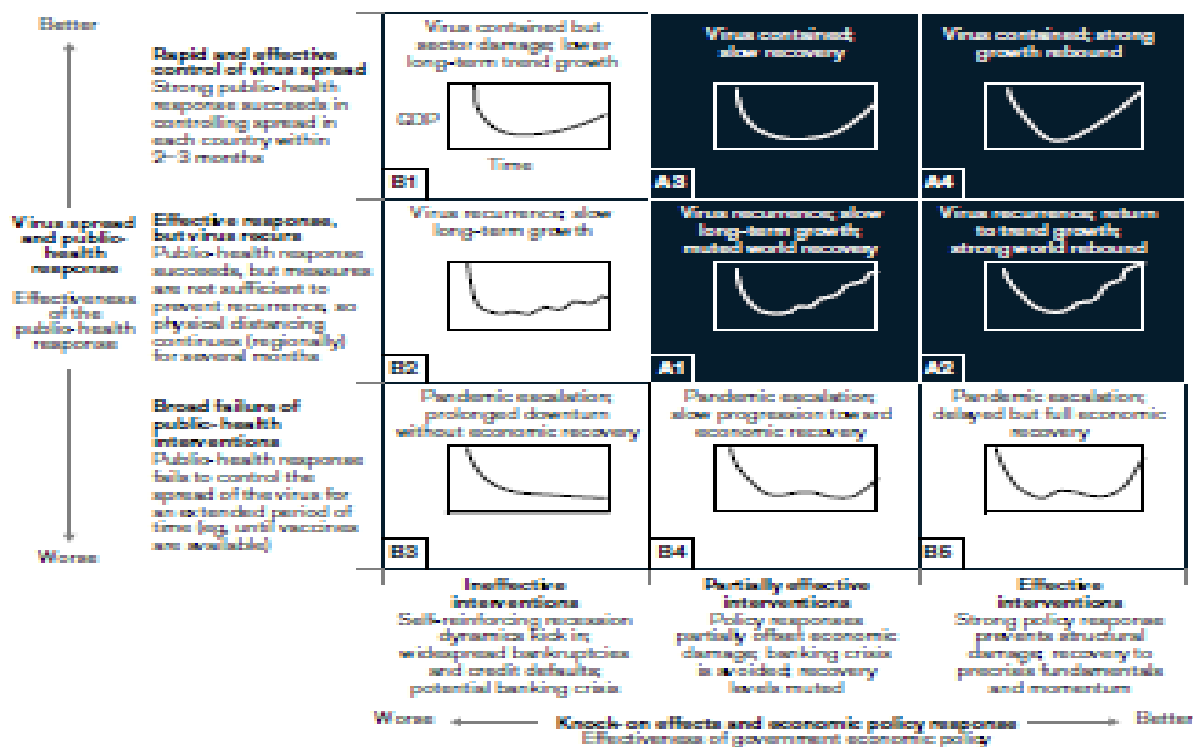 Better
Rapid and effective
control of virus spread
Strong public-health
response succeeds in
controlling spread in
each country within
2–3 months
Virus contained but
sector damage; lower
long-term trend growth
GDP
Time
B1
Virus contained;
slow recovery
A3
Virus contained; strong
growth rebound
A4
Virus spread
and public-
health
response
Effectiveness
of the
public-health
response
Effective response,
but virus recurs
Public-health response
succeeds, but measures
are not sufficient to
prevent recurrence, so
physical distancing
continues (regionally)
for several months
Virus recurrence; slow
long-term growth
B2
Virus recurrence; slow
long-term growth;
muted world recovery
A1
Virus recurrence; return
to trend growth;
strong world rebound
A2
Broad failure of
public-health
interventions
Public-health response
fails to control the
spread of the virus for
an extended period of
time (eg, until vaccines
are available)
Worse
Pandemic escalation;
prolonged downturn
without economic recovery
B3
Pandemic escalation;
slow progression toward
economic recovery
B4
Pandemic escalation;
delayed but full economic
recovery
B5
Ineffective
interventions
Self-reinforcing recession
dynamics kick in;
widespread bankruptcies
and credit defaults;
potential banking crisis
Partially effective
interventions
Policy responses
partially offset economic
damage; banking crisis
is avoided; recovery
levels muted
Effective
interventions
Strong policy response
prevents structural
damage; recovery to
precrisis fundamentals
and momentum
Worse
Knock-on effects and economic policy response
Better
Effectiveness of government economic policy